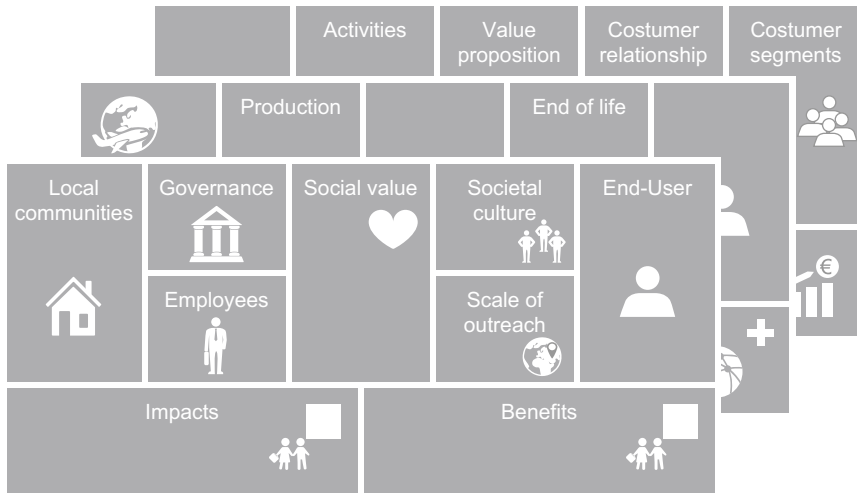 Activities
Value
proposition
Costumer
relationship
Costumer
segments
Production
End of life
Local
communities
Governance
Social value
Societal
culture
End-User
Employees
Scale of
outreach
€
Impacts
Benefits